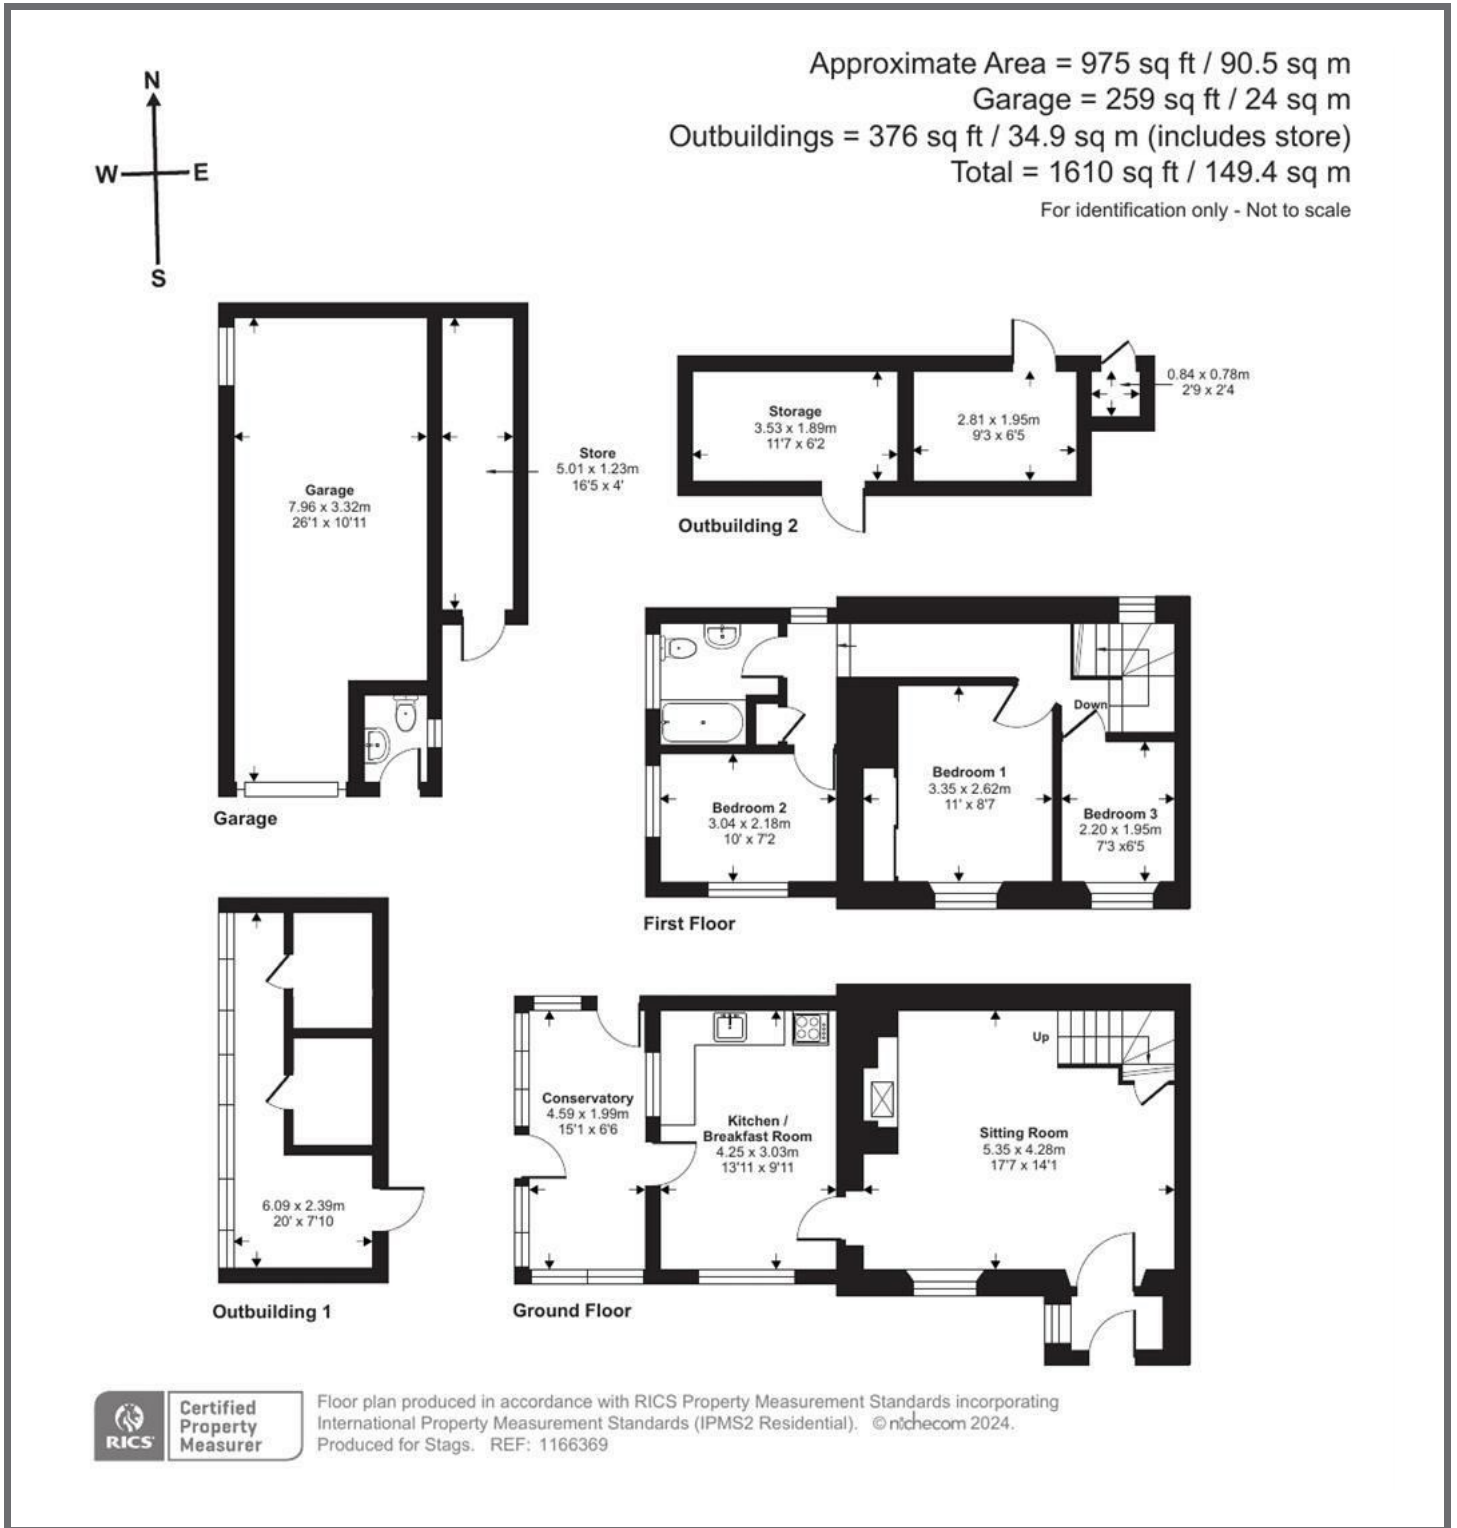 Approximate Area = 975 sq ft / 90.5 sq m
Garage = 259 sq ft / 24 sq m
Outbuildings = 376 sq ft / 34.9 sq m (includes store)
Total = 1610 sq ft / 149.4 sq m
For identification only - Not to scale
N
W
E
S
Garage
7.96 x 3.32m
26'1 x 10'11
Store
5.01 x 1.23m
16'5 x 4'
Garage
Storage
3.53 x 1.89m
11'7 x 6'2
2.81 x 1.95m
9'3 x 6'5
0.84 x 0.78m
2'9 x 2'4
Outbuilding 2
Down
Bedroom 1
3.35 x 2.62m
11' x 8'7
Bedroom 2
3.04 x 2.18m
10' x 7'2
Bedroom 3
2.20 x 1.95m
7'3 x6'5
First Floor
6.09 x 2.39m
20' x 7'10
Outbuilding 1
Conservatory
4.59 x 1.99m
15'1 x 6'6
Kitchen /
Breakfast Room
4.25 x 3.03m
13'11 x 9'11
Up
Sitting Room
5.35 x 4.28m
17'7 x 14'1
Ground Floor
RICS
Certified
Property
Measurer
Floor plan produced in accordance with RICS Property Measurement Standards incorporating
International Property Measurement Standards (IPMS2 Residential). © nichecom 2024.
Produced for Stags. REF: 1166369